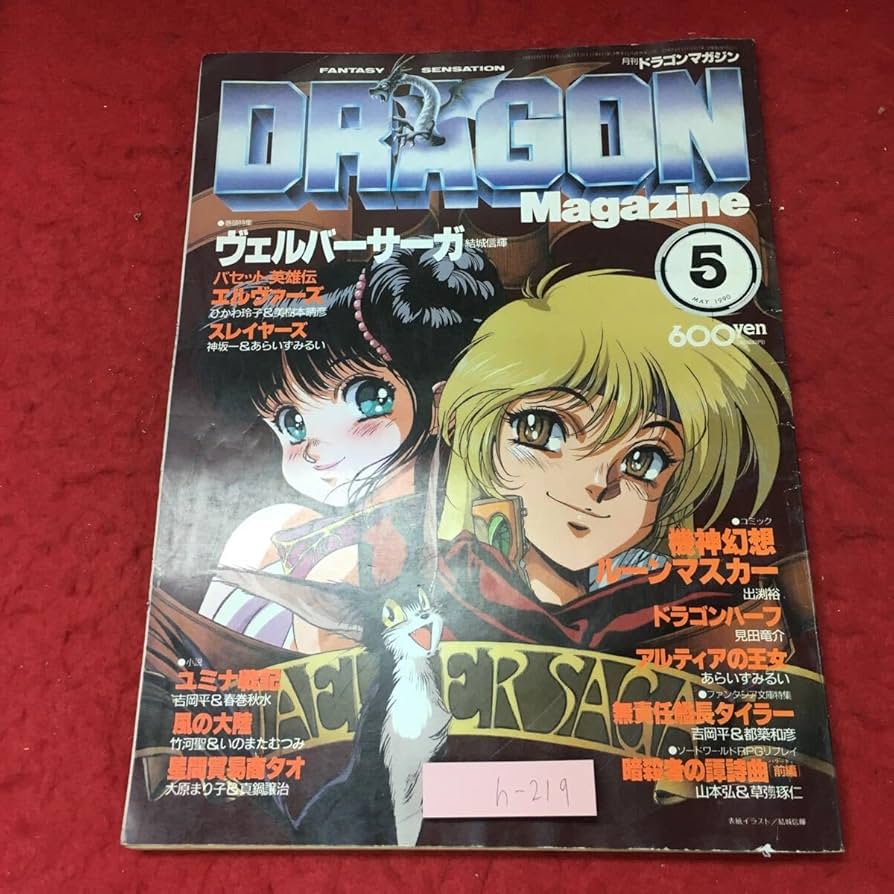 FANTASY SENSATION
月刊ドラゴンマガジン
DRAGON
Magazine
●巻頭特集
ヴェルバーサーガ 結城信輝
バセット英雄伝
エルヴァーズ
ひかわ玲子&美樹本晴彦
スレイヤーズ
神坂一&あらいずみるい
5
MAY 1990
600yen
●コミック
機神幻想
ルーンマスカー
出渕裕
ドラゴンハーフ
見田竜介
アルティアの王女
あらいずみるい
●ファンタジア文庫特集
無責任艦長タイラー
吉岡平&都築和彦
●ソードワールドRPGリプレイ
暗殺者の譚詩曲 前編
山本弘&草彅琢仁
●小説
ユミナ戦記
吉岡平&春巻秋水
風の大陸
竹河聖&いのまたむつみ
星間貿易商タオ
大原まり子&真鍋譲治
AELBER SAGA
h-219
表紙イラスト/結城信輝